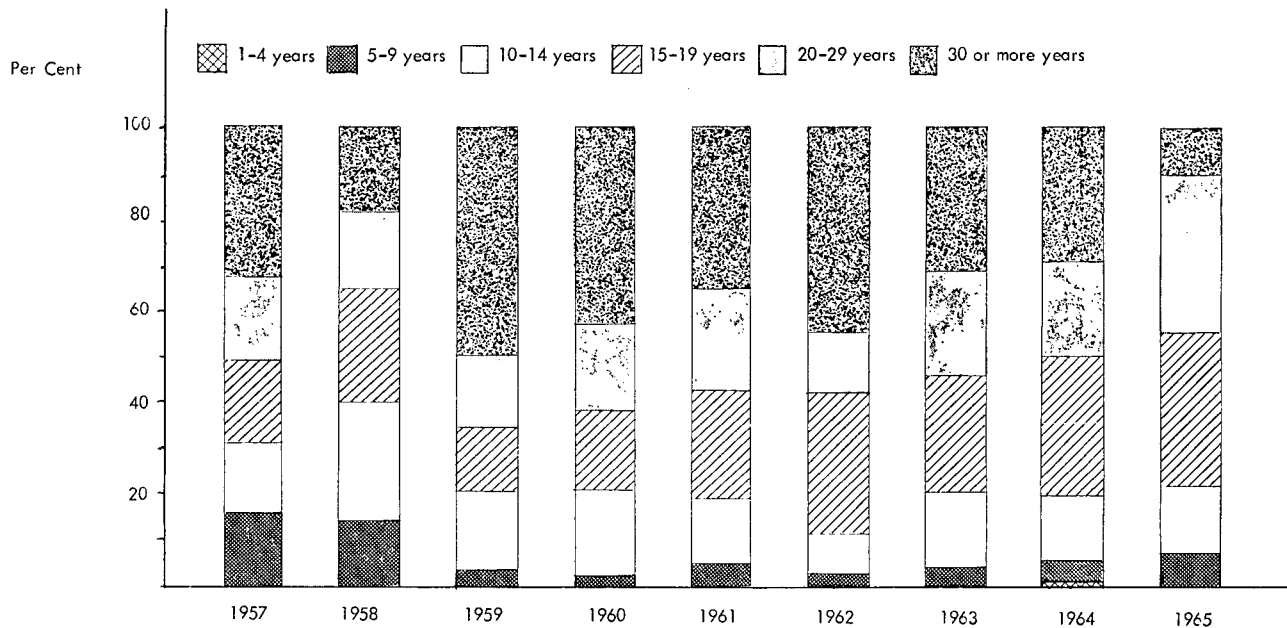 1-4 years 5-9 years 10-14 years 15-19 years 20-29 years 30 or more years
Per Cent
100
80
60
40
20
1957 1958 1959 1960 1961 1962 1963 1964 1965